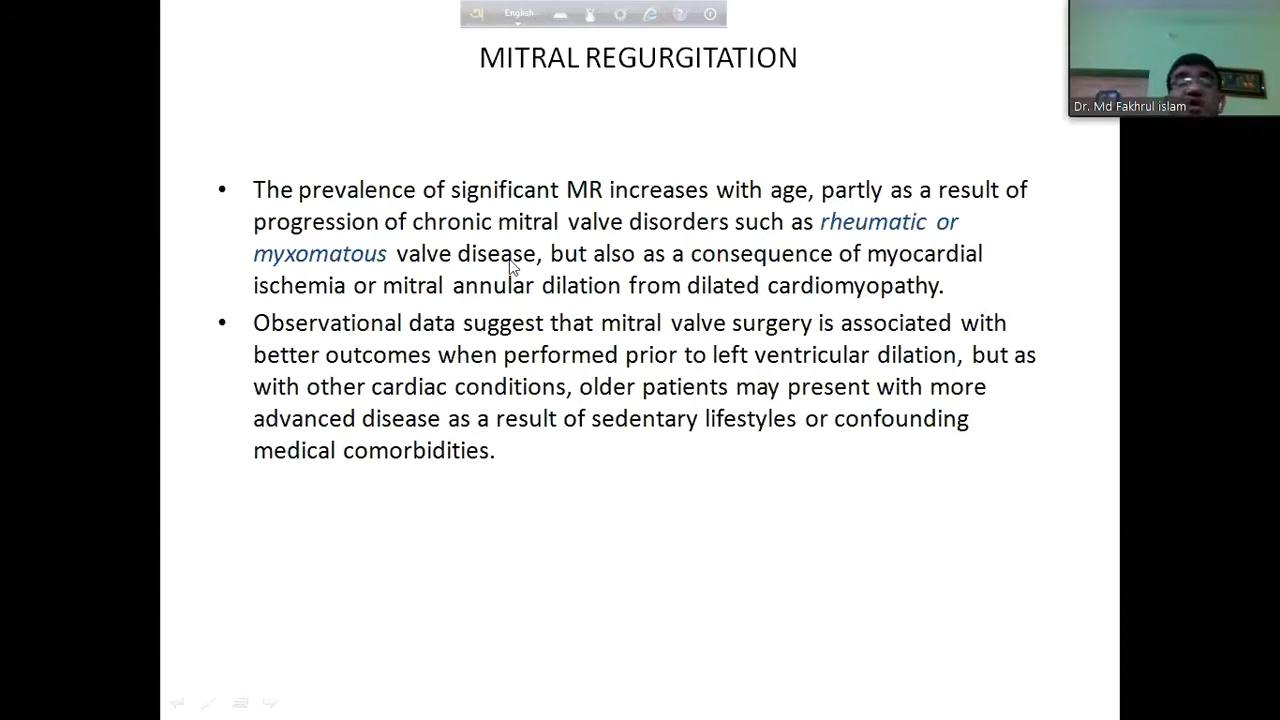 অ English
MITRAL REGURGITATION
Dr. Md Fakhrul islam
• The prevalence of significant MR increases with age, partly as a result of
progression of chronic mitral valve disorders such as rheumatic or
myxomatous valve disease, but also as a consequence of myocardial
ischemia or mitral annular dilation from dilated cardiomyopathy.
• Observational data suggest that mitral valve surgery is associated with
better outcomes when performed prior to left ventricular dilation, but as
with other cardiac conditions, older patients may present with more
advanced disease as a result of sedentary lifestyles or confounding
medical comorbidities.